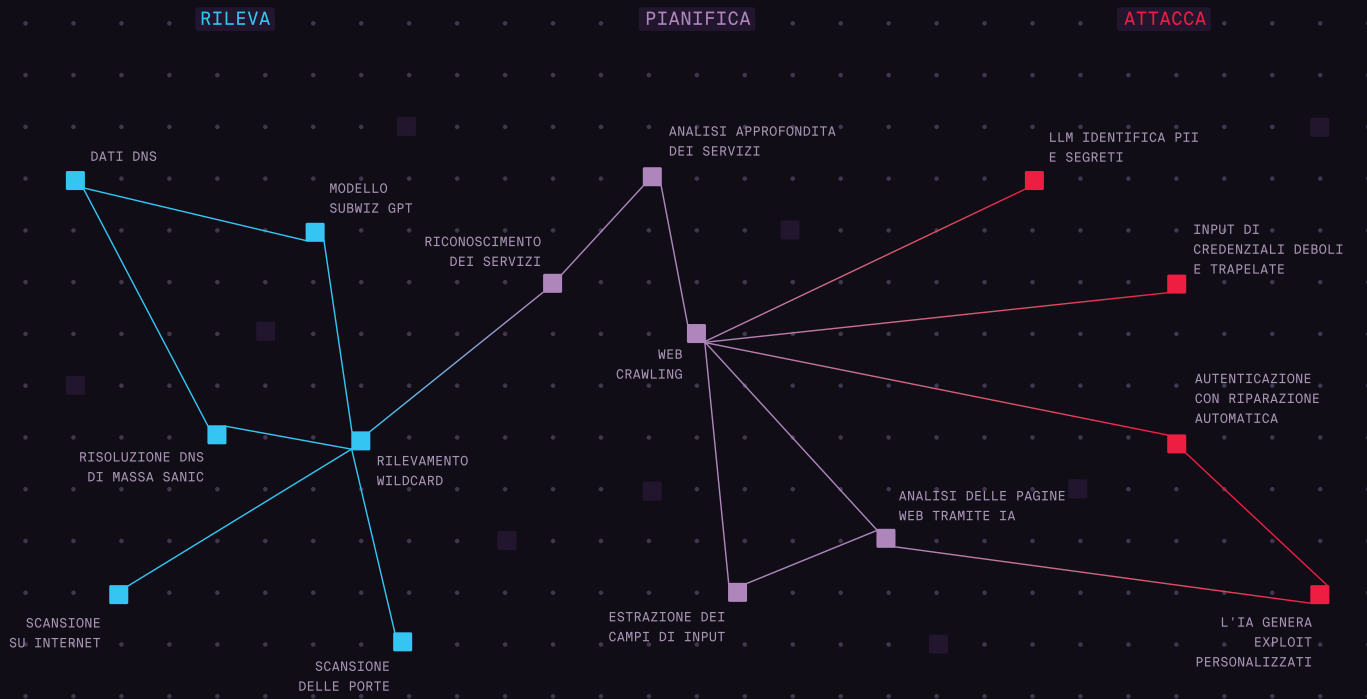 RILEVA
PIANIFICA
ATTACCA
DATI DNS
MODELLO
SUBWIZ GPT
RISOLUZIONE DNS
DI MASSA SANIC
RILEVAMENTO
WILDCARD
SCANSIONE
SU INTERNET
SCANSIONE
DELLE PORTE
ANALISI APPROFONDITA
DEI SERVIZI
RICONOSCIMENTO
DEI SERVIZI
WEB
CRAWLING
ANALISI DELLE PAGINE
WEB TRAMITE IA
ESTRAZIONE DEI
CAMPI DI INPUT
LLM IDENTIFICA PII
E SEGRETI
INPUT DI
CREDENZIALI DEBOLI
E TRAPELATE
AUTENTICAZIONE
CON RIPARAZIONE
AUTOMATICA
L'IA GENERA
EXPLOIT
PERSONALIZZATI